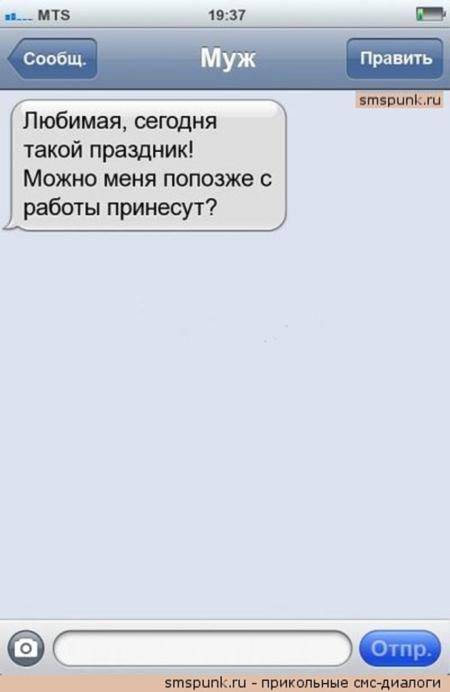 MTS 19:37
Сообщ. Муж Править
smspunk.ru
Любимая, сегодня
такой праздник!
Можно меня попозже с
работы принесут?
Отпр.
smspunk.ru - прикольные смс-диалоги